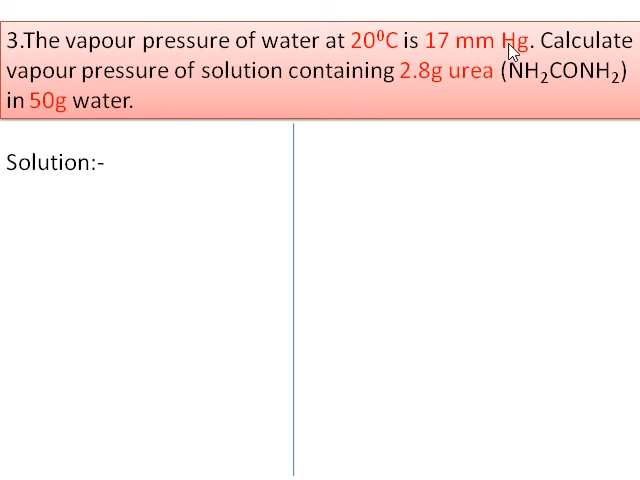 3.The vapour pressure of water at 20⁰C is 17 mm Hg. Calculate
vapour pressure of solution containing 2.8g urea (NH₂CONH₂)
in 50g water.
Solution:-